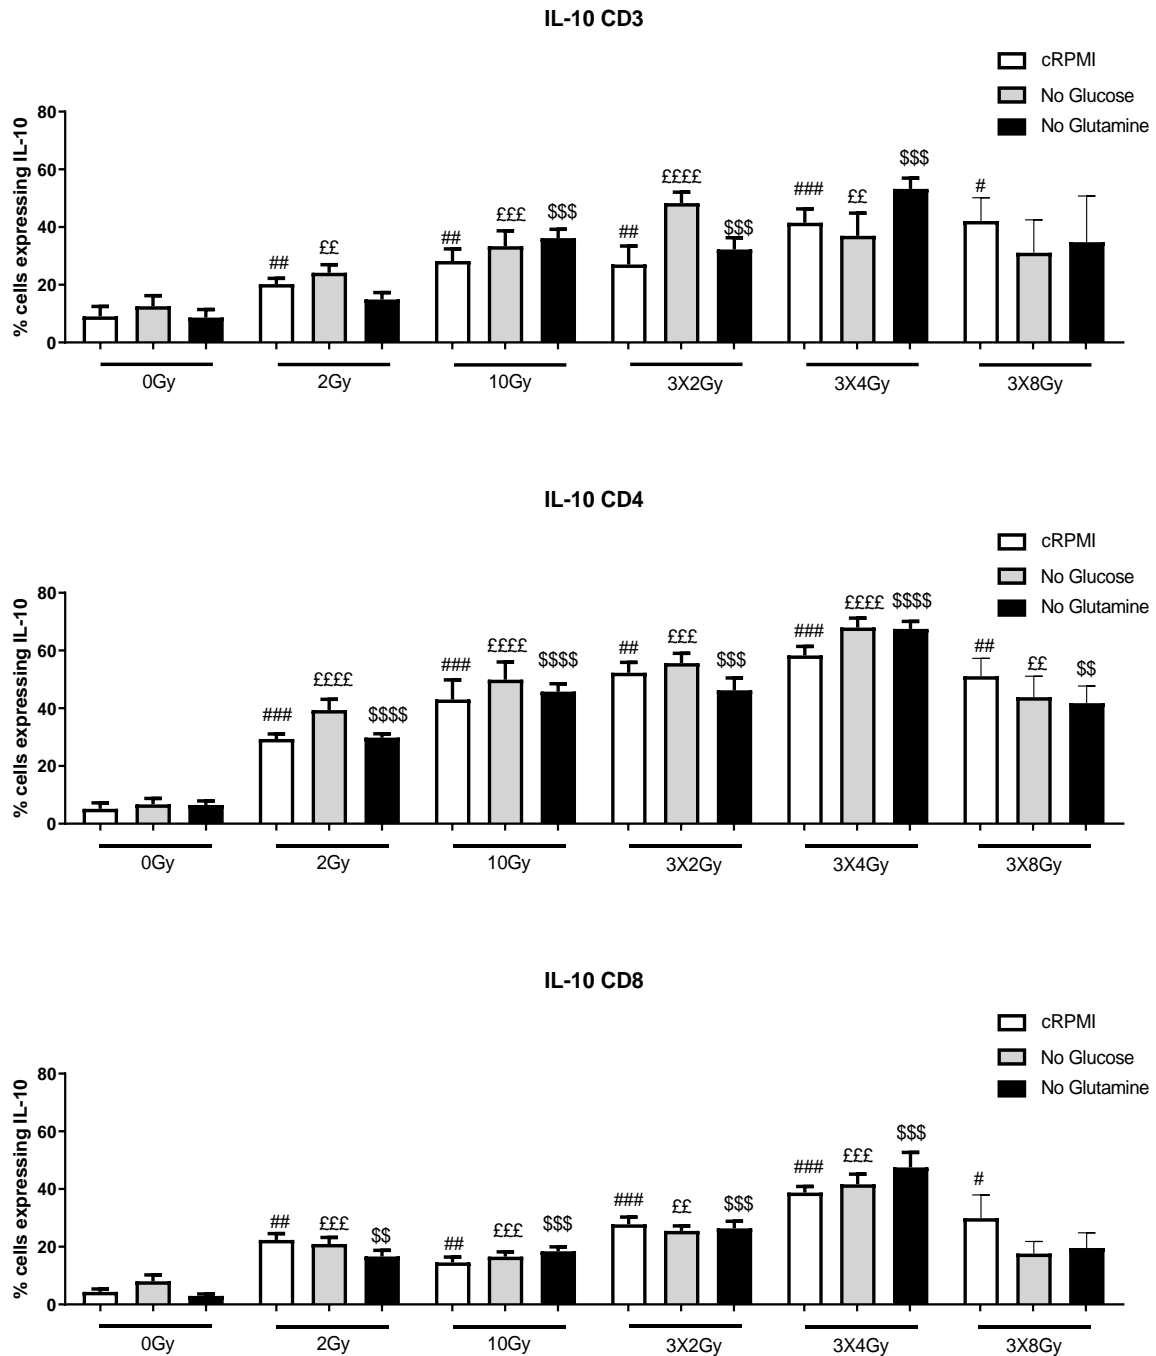 IL-10 CD3
cRPMI
No Glucose
No Glutamine
% cells expressing IL-10
80
60
40
20
0
## ££ ## £££ $$$ ## ££££ $$$ ### ££ $$$ #
0Gy 2Gy 10Gy 3X2Gy 3X4Gy 3X8Gy
IL-10 CD4
cRPMI
No Glucose
No Glutamine
% cells expressing IL-10
80
60
40
20
0
### ££££ $$$$ ### ££££ $$$$ ## £££ $$$ ### ££££ $$$$ ## ££ $$
0Gy 2Gy 10Gy 3X2Gy 3X4Gy 3X8Gy
IL-10 CD8
cRPMI
No Glucose
No Glutamine
% cells expressing IL-10
80
60
40
20
0
## £££ $$ ## £££ $$$ ### ££ $$$ ### £££ $$$ #
0Gy 2Gy 10Gy 3X2Gy 3X4Gy 3X8Gy